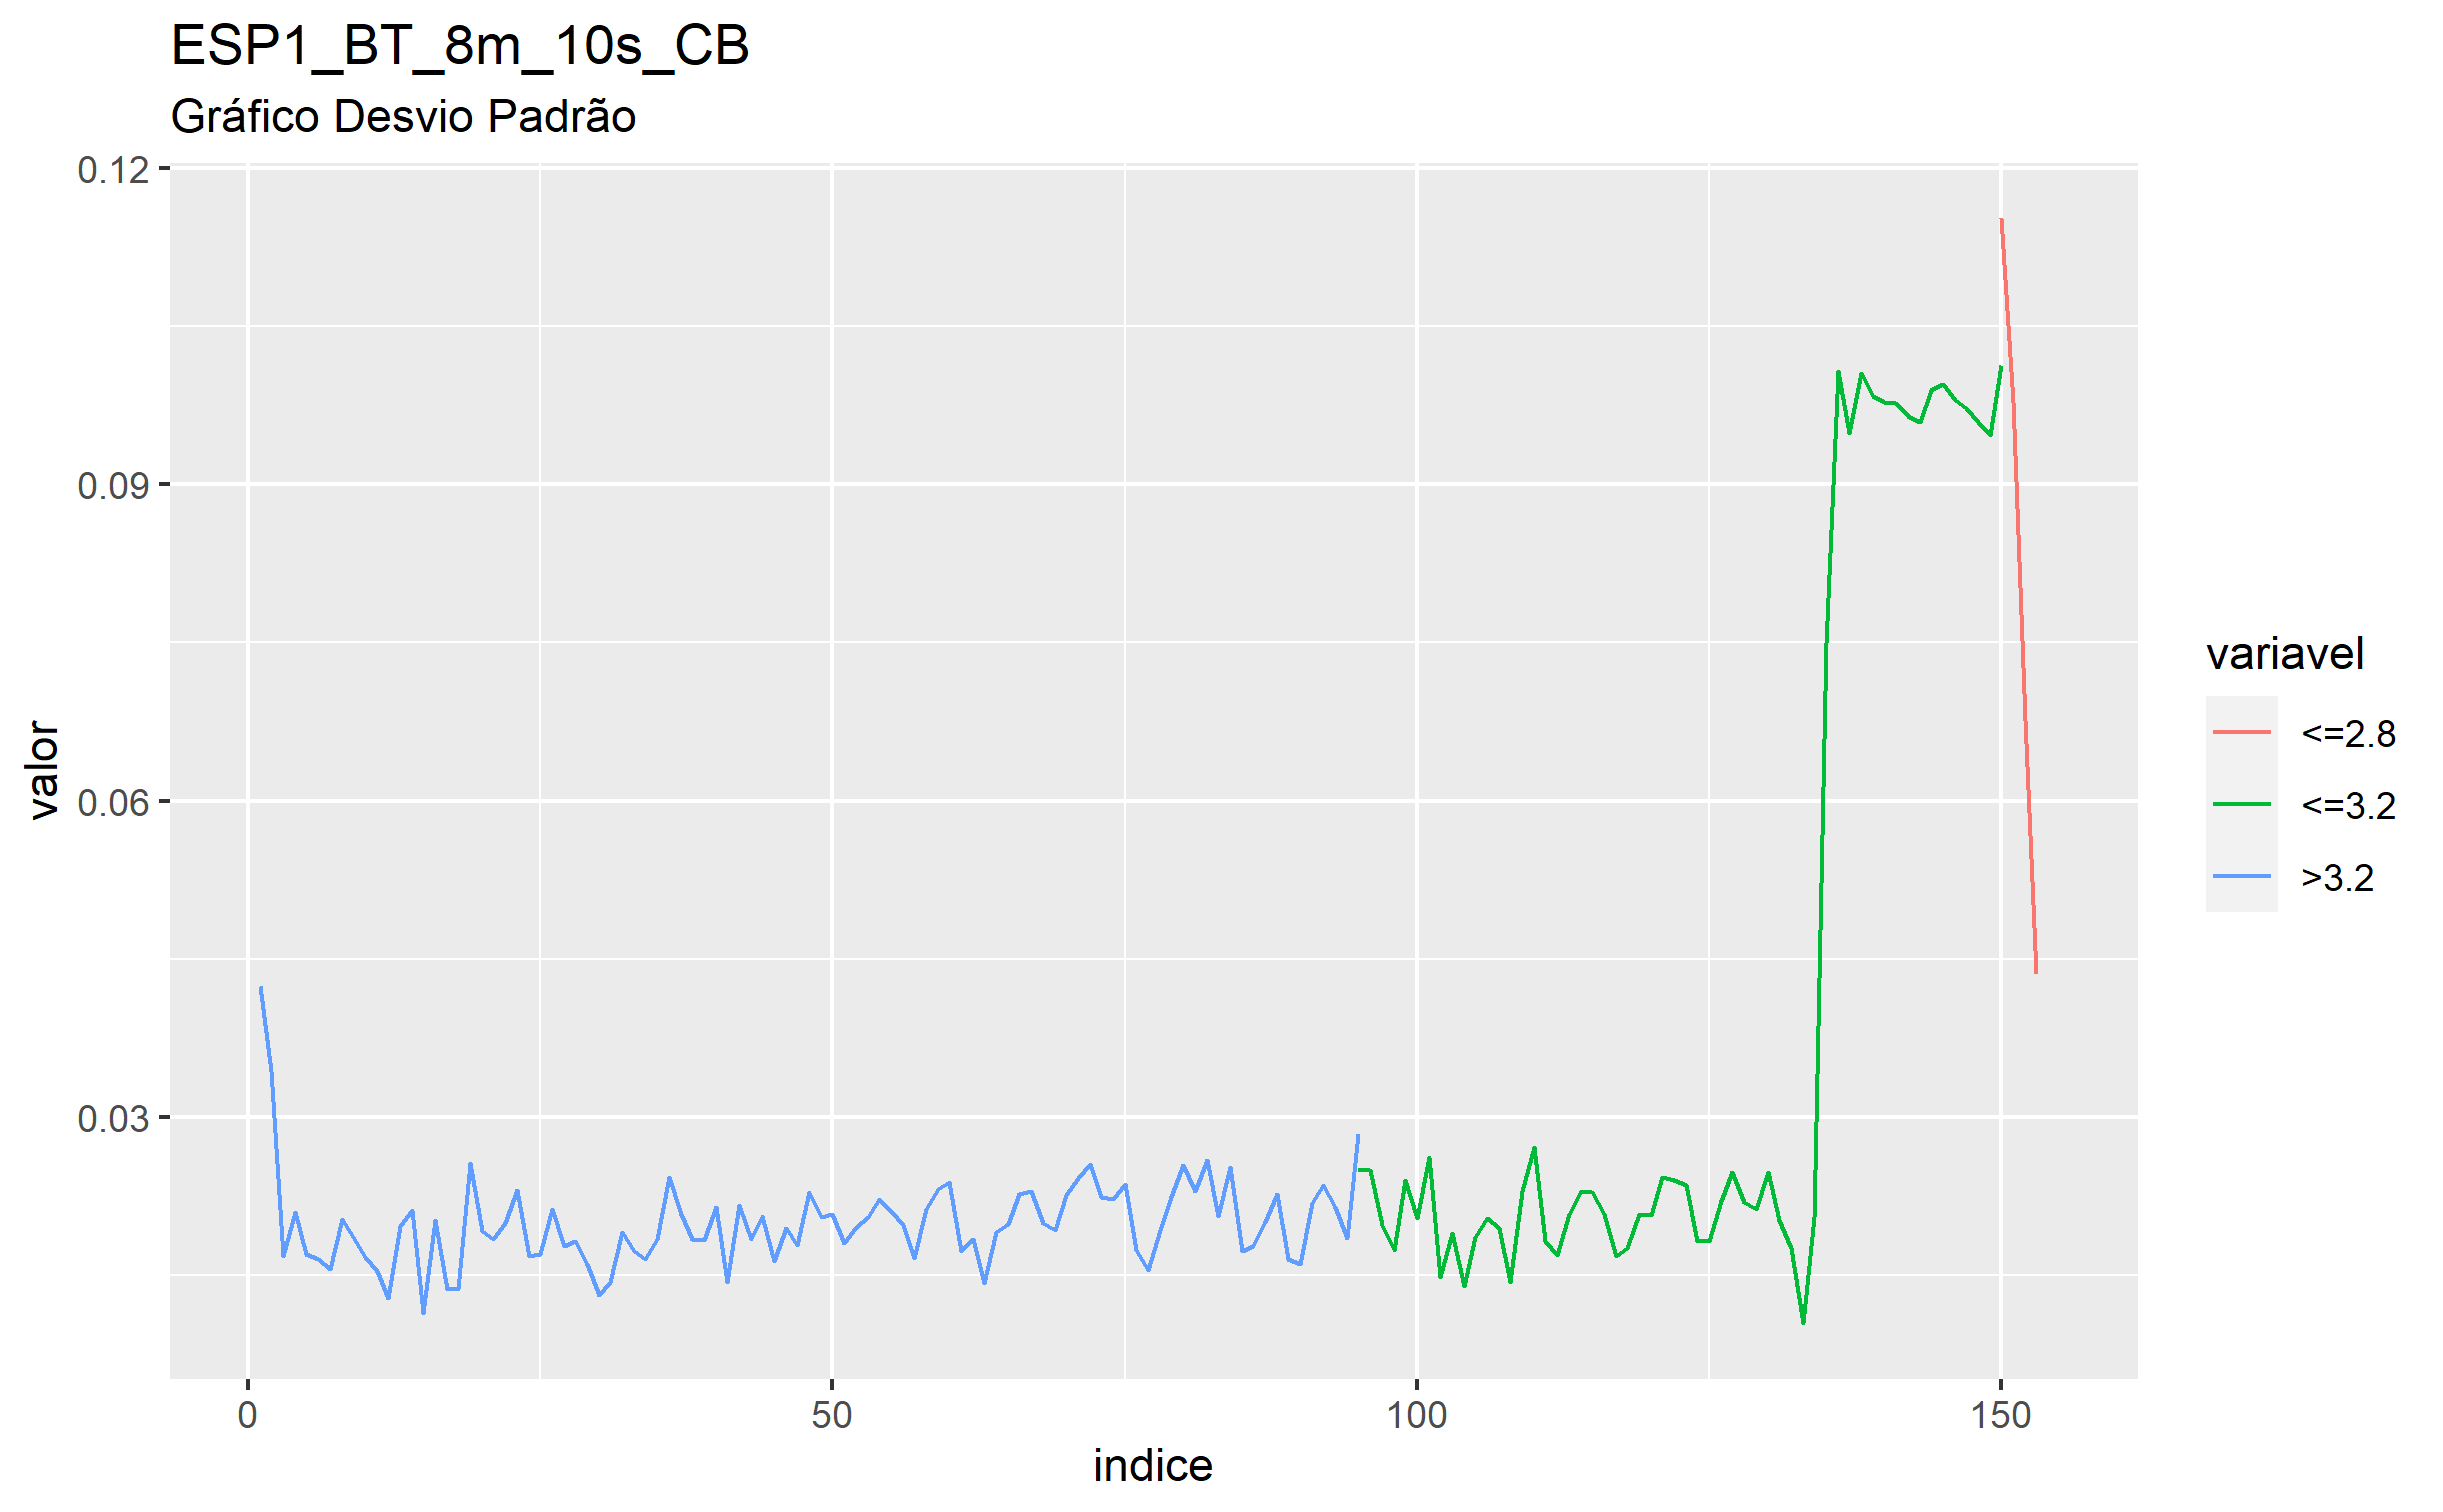 ESP1_BT_8m_10s_CB
Gráfico Desvio Padrão
0.12
0.09
0.06
0.03
valor
0
50
100
150
indice
variavel
<=2.8
<=3.2
>3.2